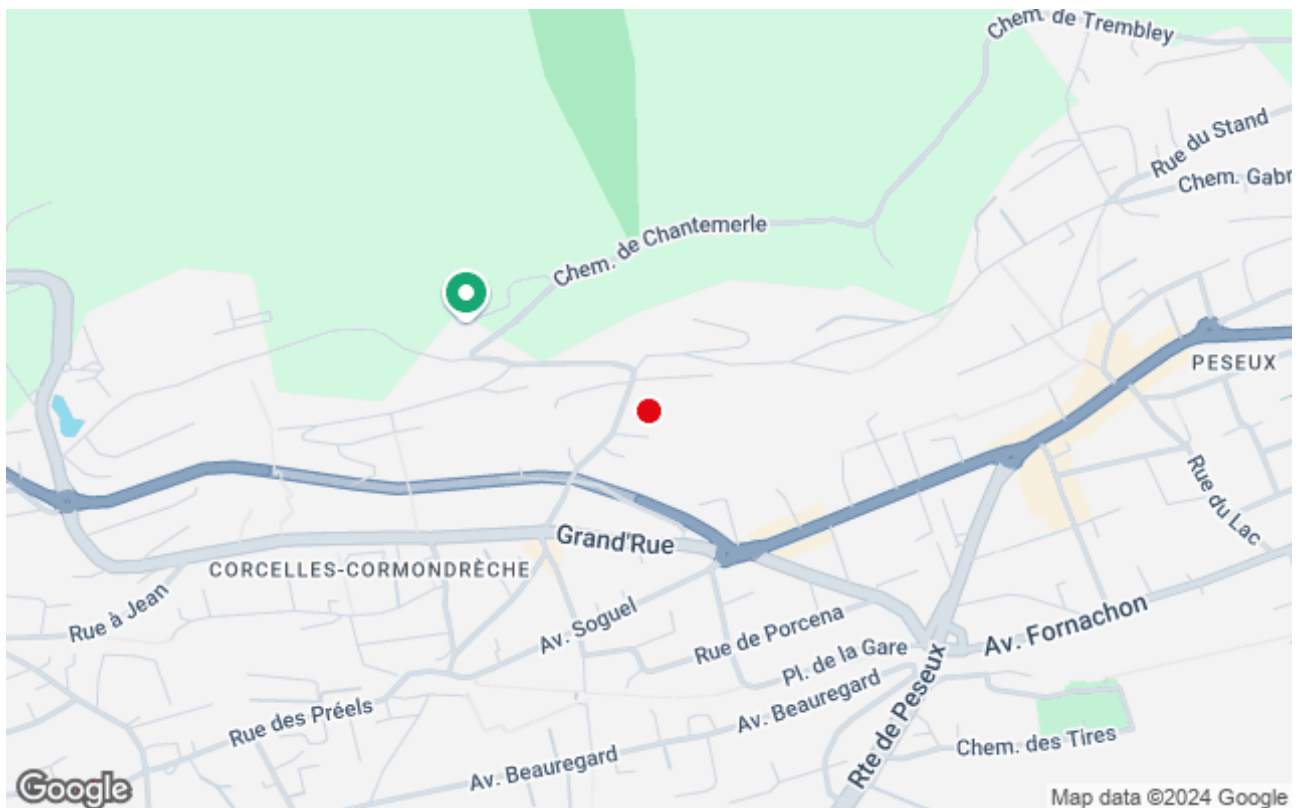 Chem. de Trembley
Rue du Stand
Chem. Gabr
Chem. de Chantemerle
PESEUX
Rue du Lac
Grand'Rue
CORCELLES-CORMONDRÈCHE
Rue à Jean
Av. Soguel
Rue de Porcena
Av. Fornachon
Pl. de la Gare
Av. Beauregard
Rue des Préels
Rte de Peseux
Chem. des Tires
Av. Beauregard
Google
Map data ©2024 Google